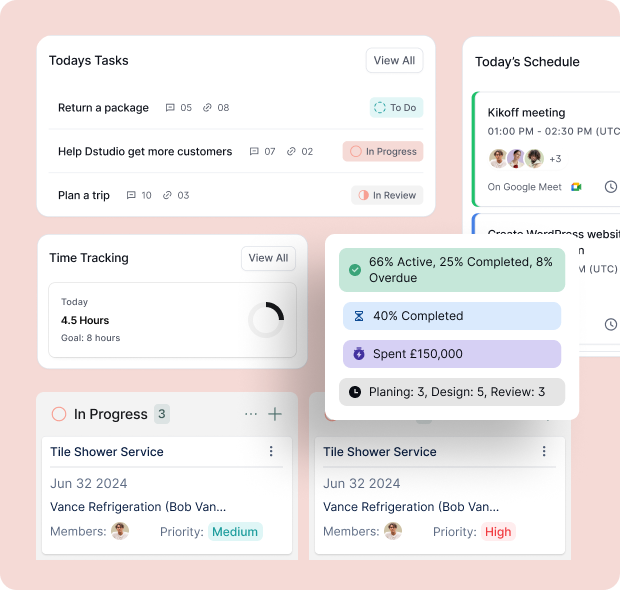 Todays Tasks
View All
Return a package 05 08
To Do
Help Dstudio get more customers 07 02
In Progress
Plan a trip 10 03
In Review
Today's Schedule
Kikoff meeting
01:00 PM - 02:30 PM (UTC
+3
On Google Meet
Create WordPress websit
n
M (UTC)
Time Tracking
View All
Today
4.5 Hours
Goal: 8 hours
66% Active, 25% Completed, 8%
Overdue
40% Completed
Spent £150,000
Planing: 3, Design: 5, Review: 3
In Progress 3
Tile Shower Service
Jun 32 2024
Vance Refrigeration (Bob Van...
Members:
Priority: Medium
Tile Shower Service
Jun 32 2024
Vance Refrigeration (Bob Van...
Members:
Priority: High